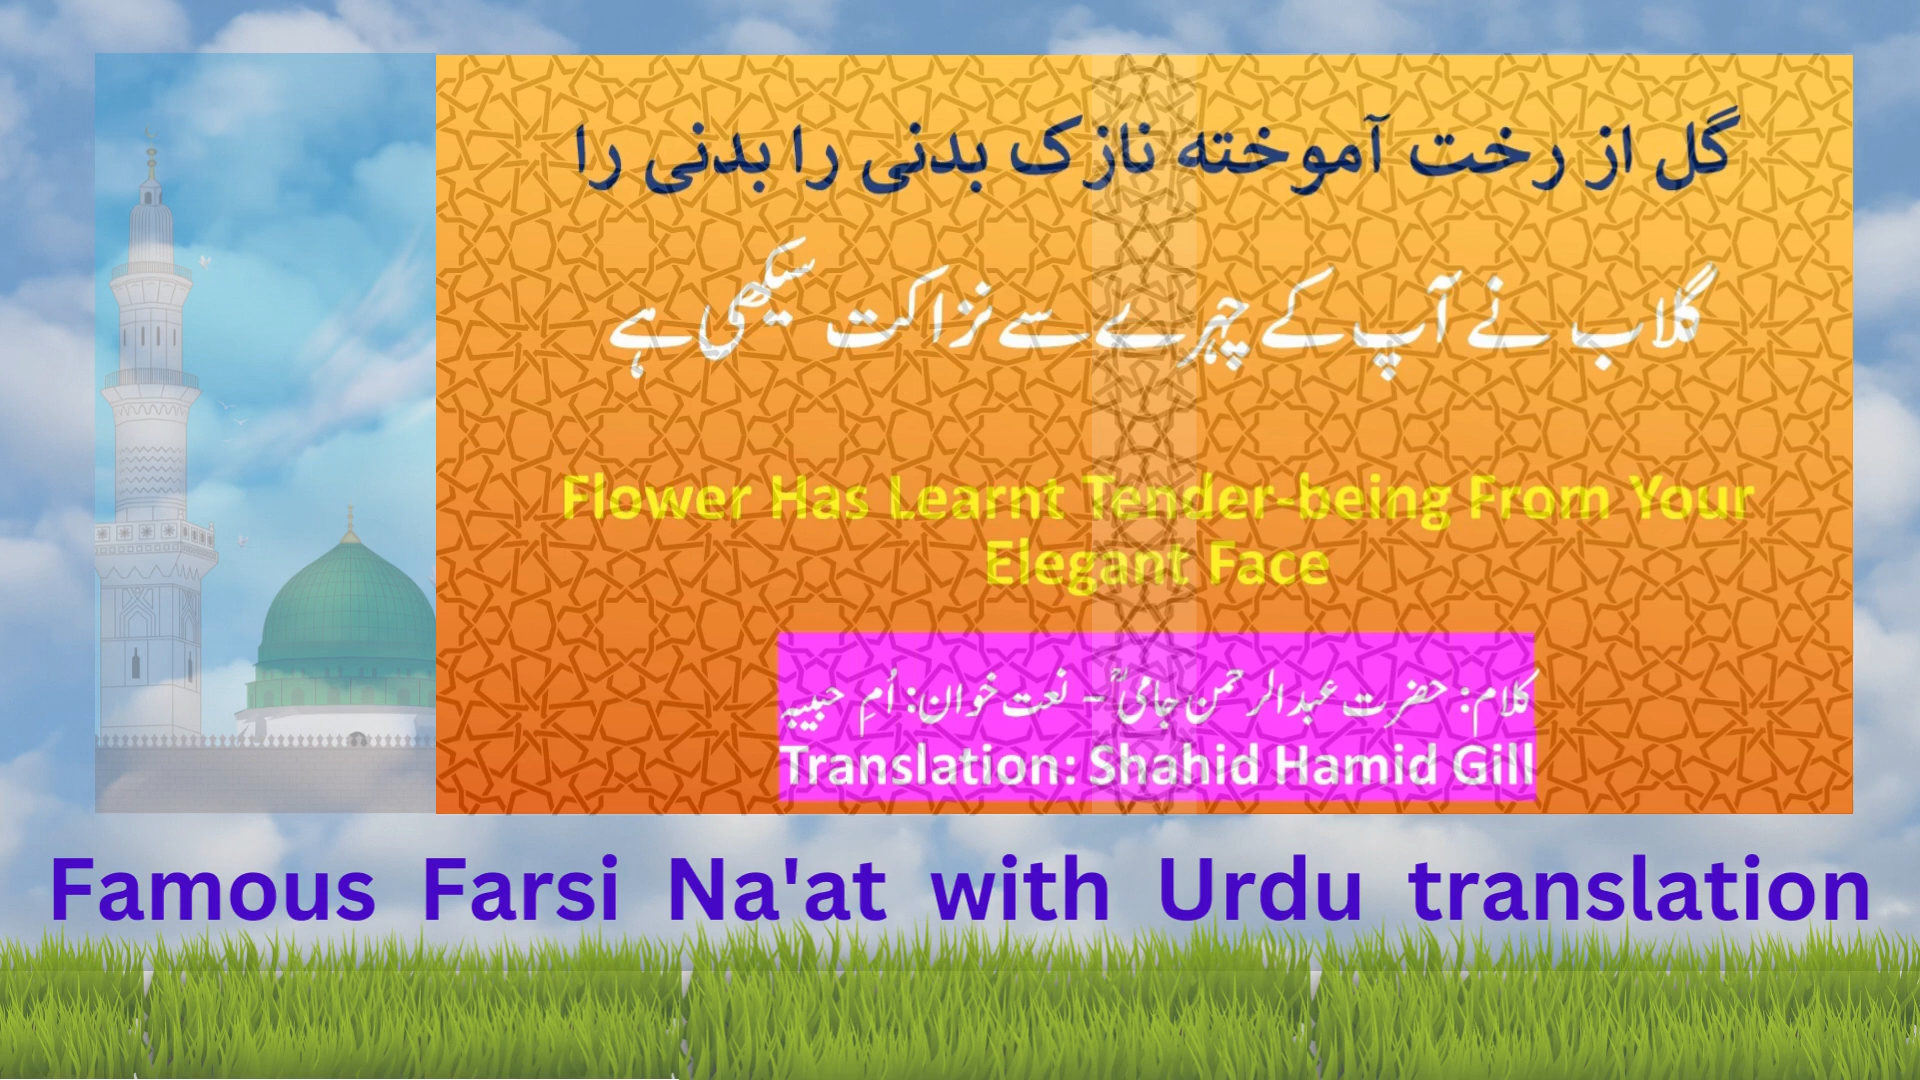 گل از رخت آموخته نازک بدنی را بدنی را
گلاب نے آپ کے چہرے سے نزاکت سیکھی ہے
Flower Has Learnt Tender-being From Your
Elegant Face
کلام: حضرت عبدالرحمن جامیؒ – نعت خوان: اُمِ حبیبہ
Translation: Shahid Hamid Gill
Famous Farsi Na'at with Urdu translation